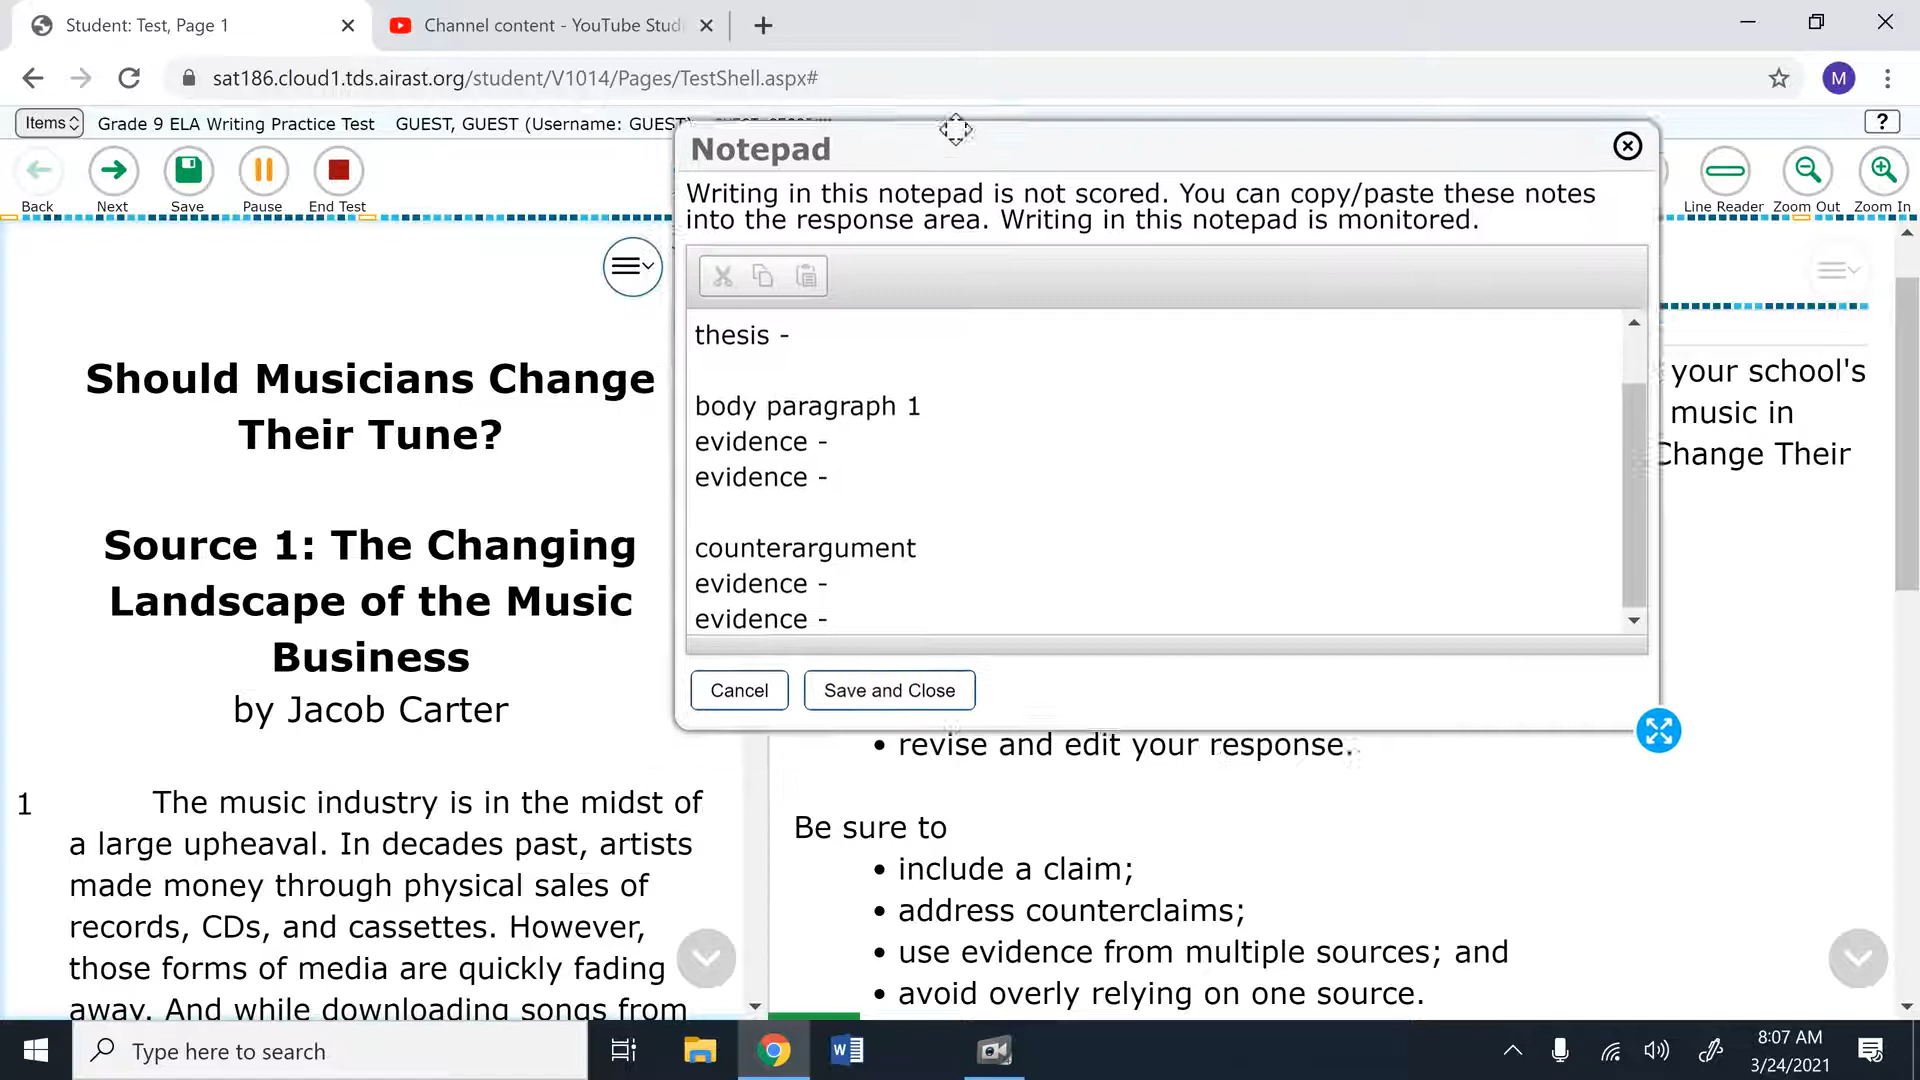 Student: Test, Page 1
Channel content - YouTube Stud
sat186.cloud1.tds.airast.org/student/V1014/Pages/TestShell.aspx#
M
Items
Grade 9 ELA Writing Practice Test
GUEST, GUEST (Username: GUEST)
?
Back
Next
Save
Pause
End Test
Line Reader
Zoom Out
Zoom In
Notepad
Writing in this notepad is not scored. You can copy/paste these notes
into the response area. Writing in this notepad is monitored.
thesis -
body paragraph 1
evidence -
evidence -
counterargument
evidence -
evidence -
Cancel
Save and Close
Should Musicians Change
Their Tune?
Source 1: The Changing
Landscape of the Music
Business
by Jacob Carter
1
The music industry is in the midst of
a large upheaval. In decades past, artists
made money through physical sales of
records, CDs, and cassettes. However,
those forms of media are quickly fading
away. And while downloading songs from
your school's
music in
Change Their
• revise and edit your response.
Be sure to
• include a claim;
• address counterclaims;
• use evidence from multiple sources; and
• avoid overly relying on one source.
Type here to search
W
8:07 AM
3/24/2021